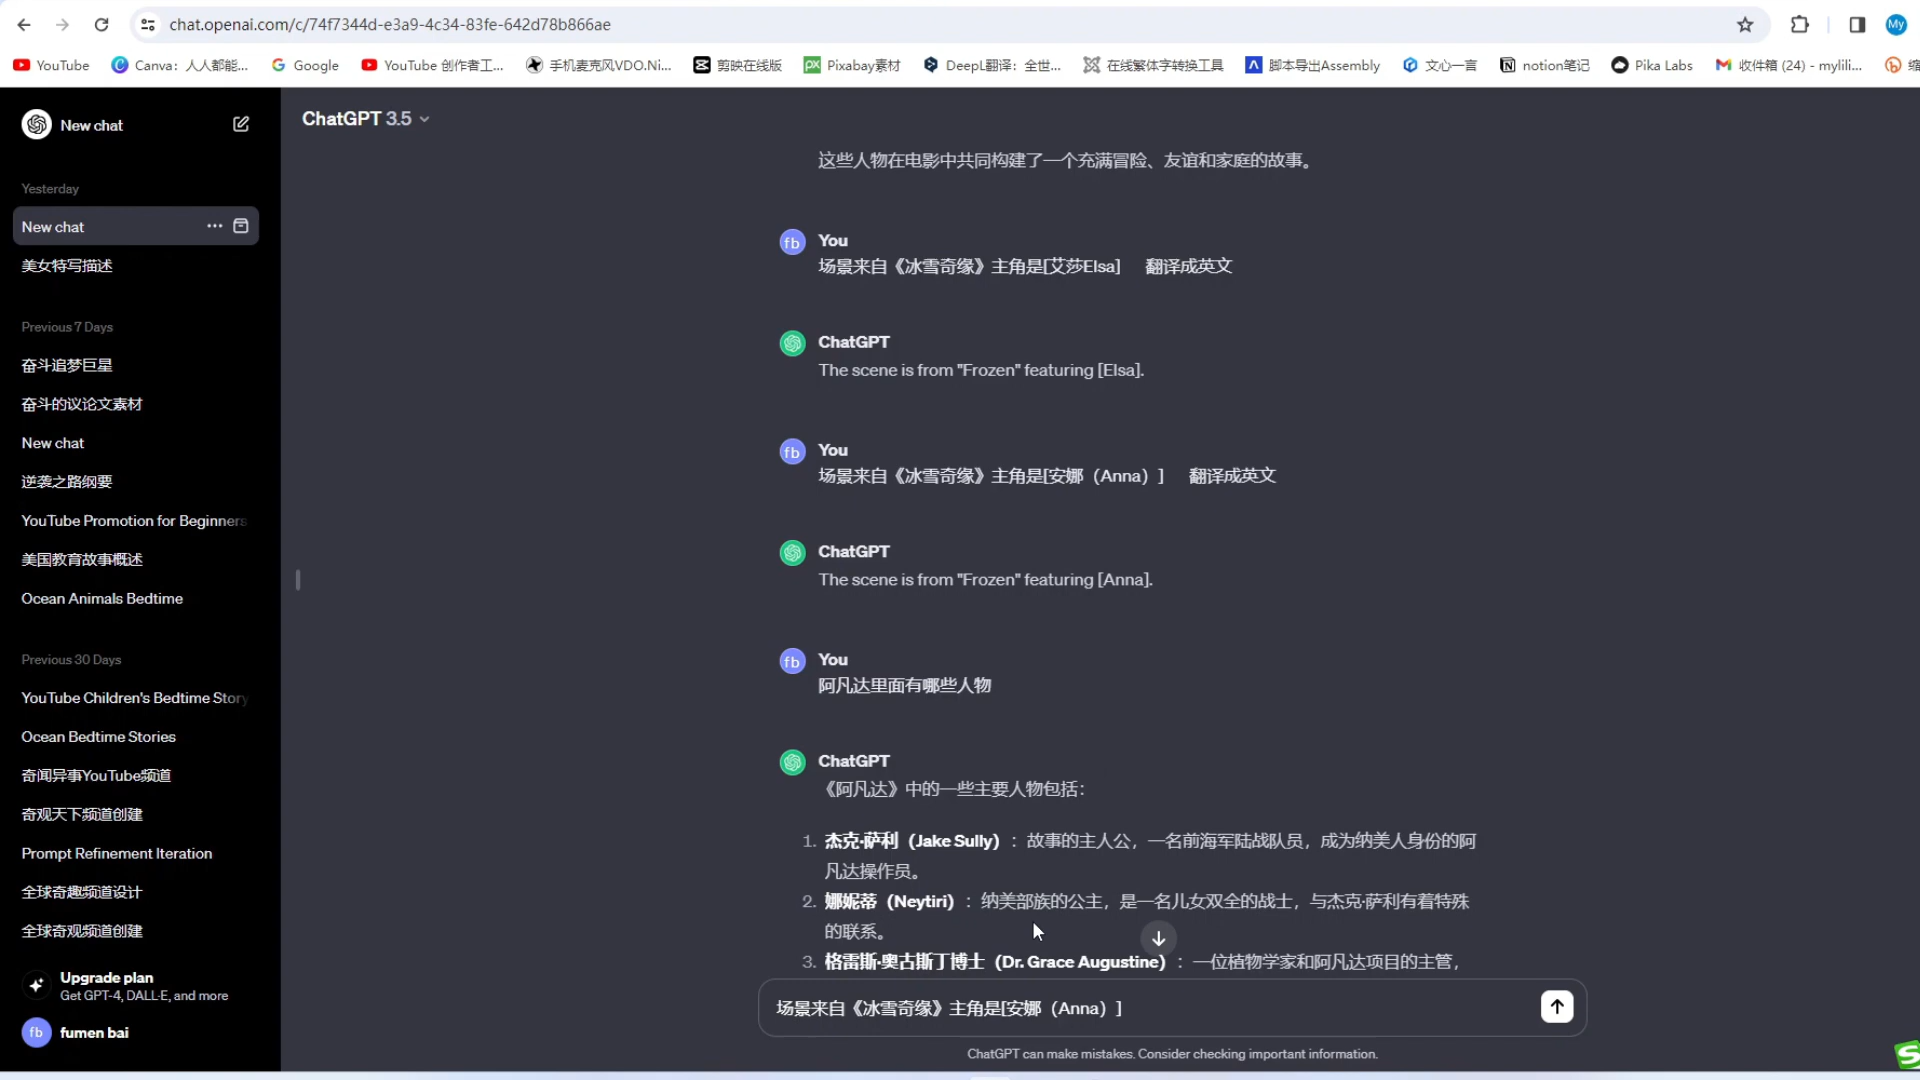 chat.openai.com/c/74f7344d-e3a9-4c34-83fe-642d78b866ae
My
YouTube
Canva：人人都能...
Google
YouTube 创作者工...
手机麦克风VDO.Ni...
剪映在线版
Pixabay素材
DeepL翻译：全世...
在线繁体字转换工具
脚本导出Assembly
文心一言
notion笔记
Pika Labs
收件箱 (24) - mylili...
New chat
Yesterday
New chat
美女特写描述
Previous 7 Days
奋斗追梦巨星
奋斗的议论文素材
New chat
逆袭之路纲要
YouTube Promotion for Beginners
美国教育故事概述
Ocean Animals Bedtime
Previous 30 Days
YouTube Children's Bedtime Story
Ocean Bedtime Stories
奇闻异事YouTube频道
奇观天下频道创建
Prompt Refinement Iteration
全球奇趣频道设计
全球奇观频道创建
Upgrade plan
Get GPT-4, DALL·E, and more
fb
fumen bai
ChatGPT 3.5
这些人物在电影中共同构建了一个充满冒险、友谊和家庭的故事。
fb
You
场景来自《冰雪奇缘》主角是[艾莎Elsa] 翻译成英文
ChatGPT
The scene is from "Frozen" featuring [Elsa].
fb
You
场景来自《冰雪奇缘》主角是[安娜（Anna）] 翻译成英文
ChatGPT
The scene is from "Frozen" featuring [Anna].
fb
You
阿凡达里面有哪些人物
ChatGPT
《阿凡达》中的一些主要人物包括：
1. 杰克·萨利（Jake Sully）： 故事的主人公，一名前海军陆战队员，成为纳美人身份的阿
凡达操作员。
2. 娜妮蒂（Neytiri）： 纳美部族的公主，是一名儿女双全的战士，与杰克·萨利有着特殊
的联系。
3. 格雷斯·奥古斯丁博士（Dr. Grace Augustine）： 一位植物学家和阿凡达项目的主管，
场景来自《冰雪奇缘》主角是[安娜（Anna）]
ChatGPT can make mistakes. Consider checking important information.